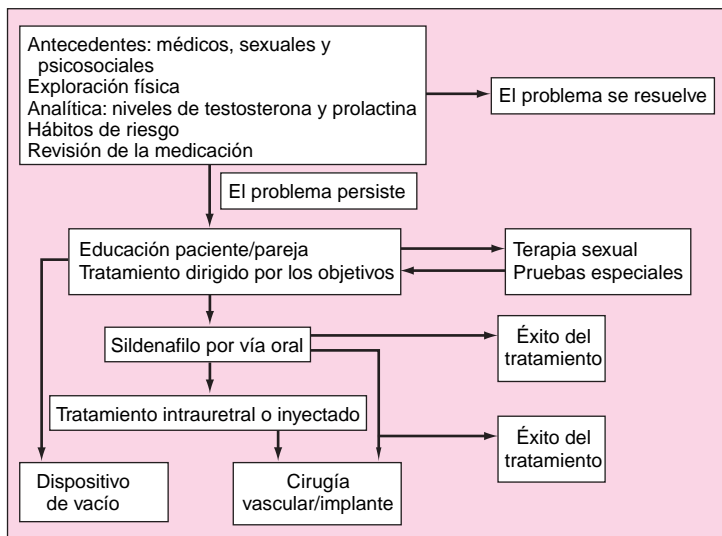 Antecedentes: médicos, sexuales y
psicosociales
Exploración física
Analítica: niveles de testosterona y prolactina
Hábitos de riesgo
Revisión de la medicación
El problema se resuelve
El problema persiste
Educación paciente/pareja
Tratamiento dirigido por los objetivos
Terapia sexual
Pruebas especiales
Sildenafilo por vía oral
Éxito del
tratamiento
Tratamiento intrauretral o inyectado
Éxito del
tratamiento
Dispositivo
de vacío
Cirugía
vascular/implante